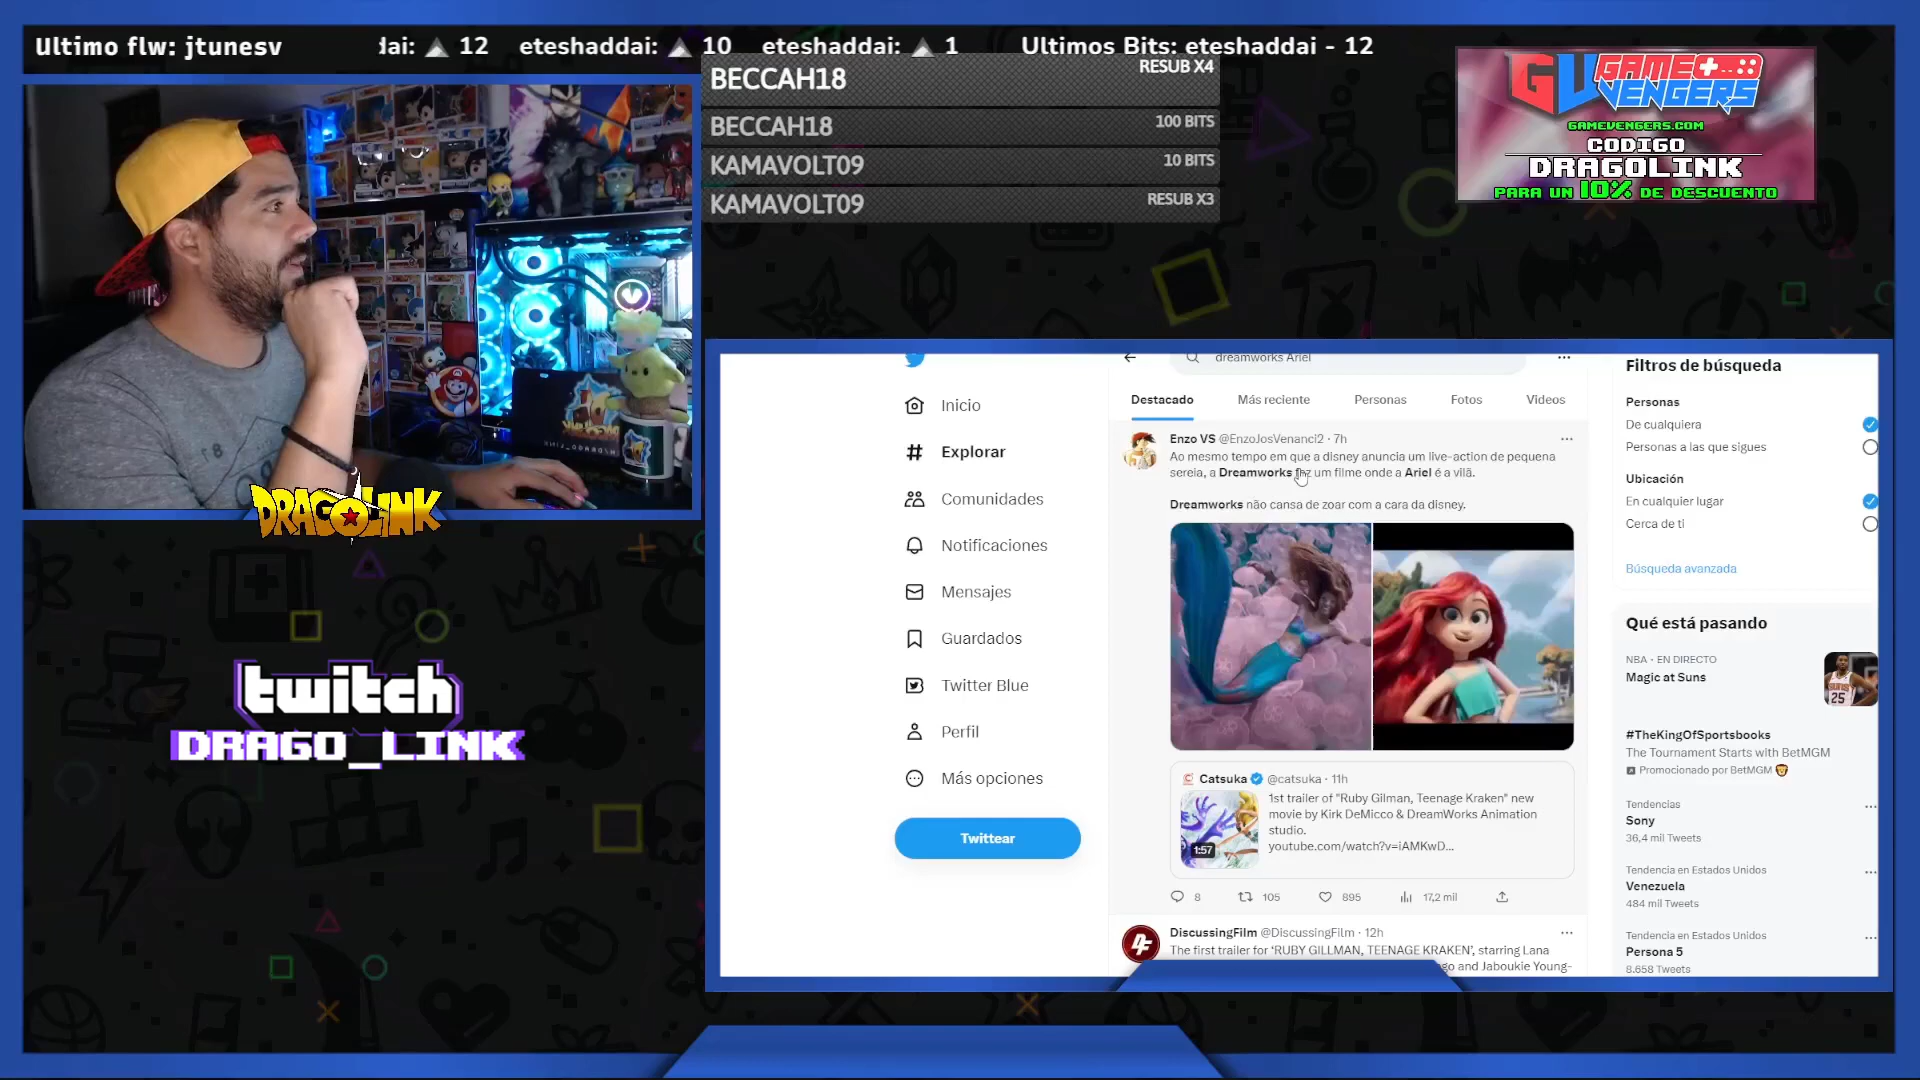 Ultimo flw: jtunesv
dai: 12 eteshaddai: 10 eteshaddai: 1 Ultimos Bits: eteshaddai - 12
BECCAH18 RESUB X4
BECCAH18 100 BITS
KAMAVOLT09 10 BITS
KAMAVOLT09 RESUB X3
GU GAME VENGERS
GAMEVENGERS.COM
CODIGO
DRAGOLINK
PARA UN 10% DE DESCUENTO
DRAGOLINK
twitch
DRAGO_LINK
Inicio
Explorar
Comunidades
Notificaciones
Mensajes
Guardados
Twitter Blue
Perfil
Más opciones
Twittear
dreamworks Ariel
Destacado Más reciente Personas Fotos Videos
Enzo VS @EnzoJosVenanci2 · 7h
Ao mesmo tempo em que a disney anuncia um live-action de pequena
sereia, a Dreamworks um filme onde a Ariel é a vilã.
Dreamworks não cansa de zoar com a cara da disney.
Catsuka @catsuka · 11h
1st trailer of "Ruby Gilman, Teenage Kraken" new
movie by Kirk DeMicco & DreamWorks Animation
studio.
youtube.com/watch?v=iAMKwD...
1:57
8 105 895 17,2 mil
DiscussingFilm @DiscussingFilm · 12h
The first trailer for 'RUBY GILLMAN, TEENAGE KRAKEN', starring Lana
go and Jaboukie Young-
Filtros de búsqueda
Personas
De cualquiera
Personas a las que sigues
Ubicación
En cualquier lugar
Cerca de ti
Búsqueda avanzada
Qué está pasando
NBA · EN DIRECTO
Magic at Suns
25
#TheKingOfSportsbooks
The Tournament Starts with BetMGM
Promocionado por BetMGM
Tendencias
Sony
36,4 mil Tweets
Tendencia en Estados Unidos
Venezuela
484 mil Tweets
Tendencia en Estados Unidos
Persona 5
8.658 Tweets